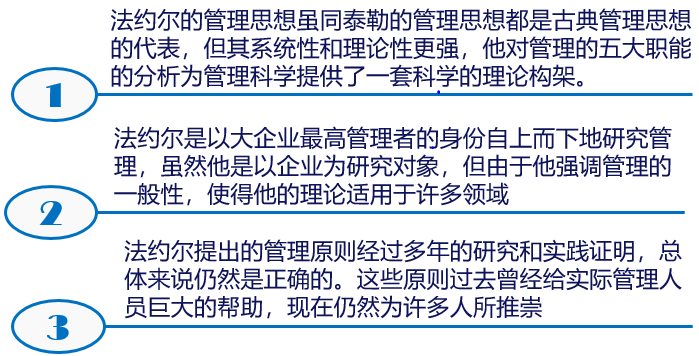 法约尔的管理思想虽同泰勒的管理思想都是古典管理思想
的代表，但其系统性和理论性更强，他对管理的五大职能
的分析为管理科学提供了一套科学的理论构架。
1
法约尔是以大企业最高管理者的身份自上而下地研究管
理，虽然他是以企业为研究对象，但由于他强调管理的
一般性，使得他的理论适用于许多领域
2
法约尔提出的管理原则经过多年的研究和实践证明，总
体来说仍然是正确的。这些原则过去曾经给实际管理人
员巨大的帮助，现在仍然为许多人所推崇
3